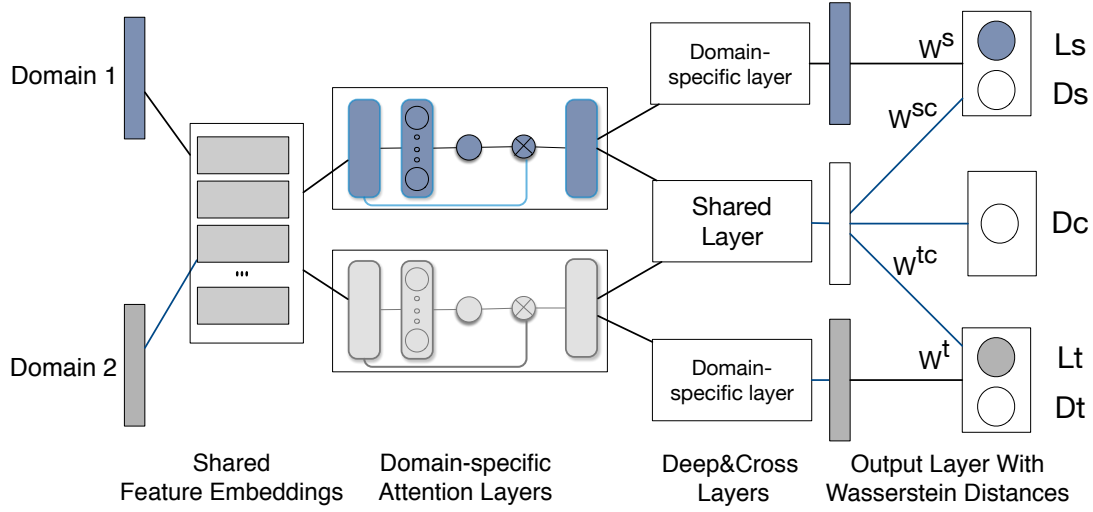 Domain 1
Domain 2
...
Domain-
specific layer
Shared
Layer
Domain-
specific layer
W^s
W^sc
W^tc
W^t
Ls
Ds
Dc
Lt
Dt
Shared
Feature Embeddings
Domain-specific
Attention Layers
Deep&Cross
Layers
Output Layer With
Wasserstein Distances